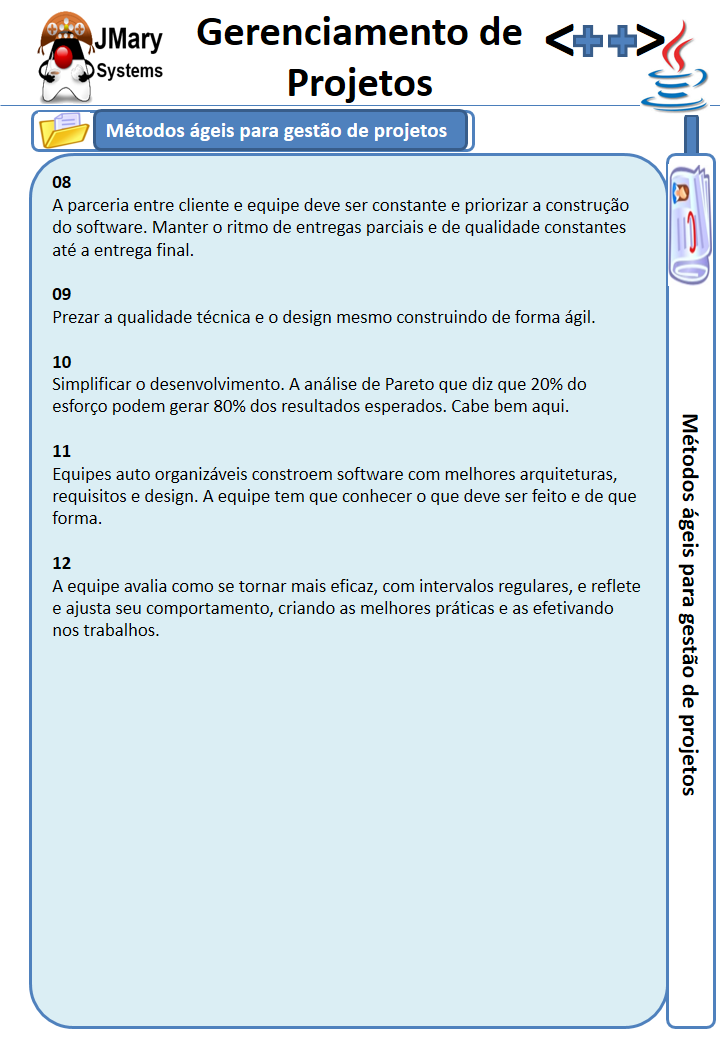 JMary
Systems
Gerenciamento de
Projetos
<++>
Métodos ágeis para gestão de projetos
08
A parceria entre cliente e equipe deve ser constante e priorizar a construção
do software. Manter o ritmo de entregas parciais e de qualidade constantes
até a entrega final.
09
Prezar a qualidade técnica e o design mesmo construindo de forma ágil.
10
Simplificar o desenvolvimento. A análise de Pareto que diz que 20% do
esforço podem gerar 80% dos resultados esperados. Cabe bem aqui.
11
Equipes auto organizáveis constroem software com melhores arquiteturas,
requisitos e design. A equipe tem que conhecer o que deve ser feito e de que
forma.
12
A equipe avalia como se tornar mais eficaz, com intervalos regulares, e reflete
e ajusta seu comportamento, criando as melhores práticas e as efetivando
nos trabalhos.
Métodos ágeis para gestão de projetos